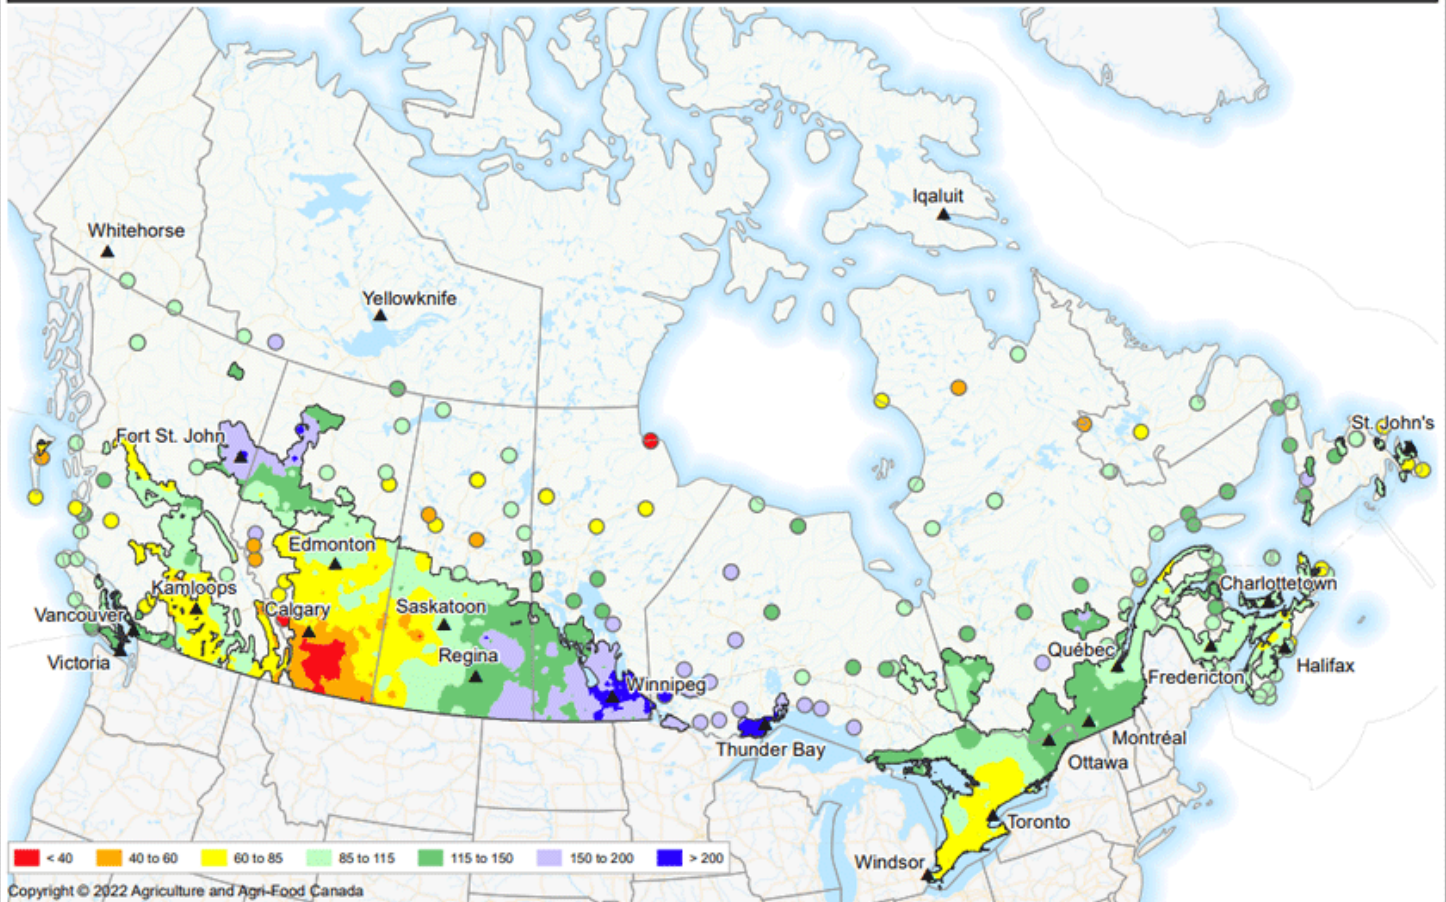 Iqaluit
Whitehorse
Yellowknife
St. John's
Fort St. John
Edmonton
Kamloops
Charlottetown
Vancouver
Calgary
Saskatoon
Québec
Victoria
Regina
Halifax
Winnipeg
Fredericton
Thunder Bay
Montréal
Ottawa
Toronto
Windsor
< 40 40 to 60 60 to 85 85 to 115 115 to 150 150 to 200 > 200
Copyright © 2022 Agriculture and Agri-Food Canada